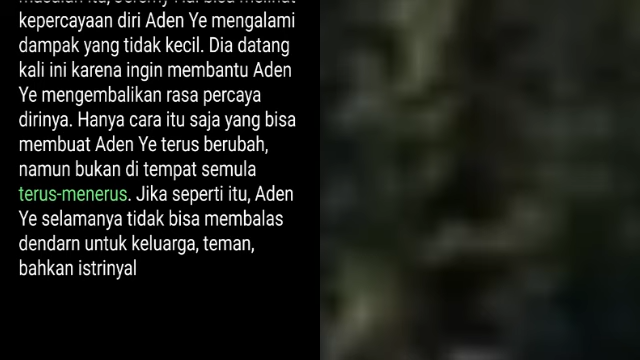 kepercayaan diri Aden Ye mengalami
dampak yang tidak kecil. Dia datang
kali ini karena ingin membantu Aden
Ye mengembalikan rasa percaya
dirinya. Hanya cara itu saja yang bisa
membuat Aden Ye terus berubah,
namun bukan di tempat semula
terus-menerus. Jika seperti itu, Aden
Ye selamanya tidak bisa membalas
dendarn untuk keluarga, teman,
bahkan istrinyal